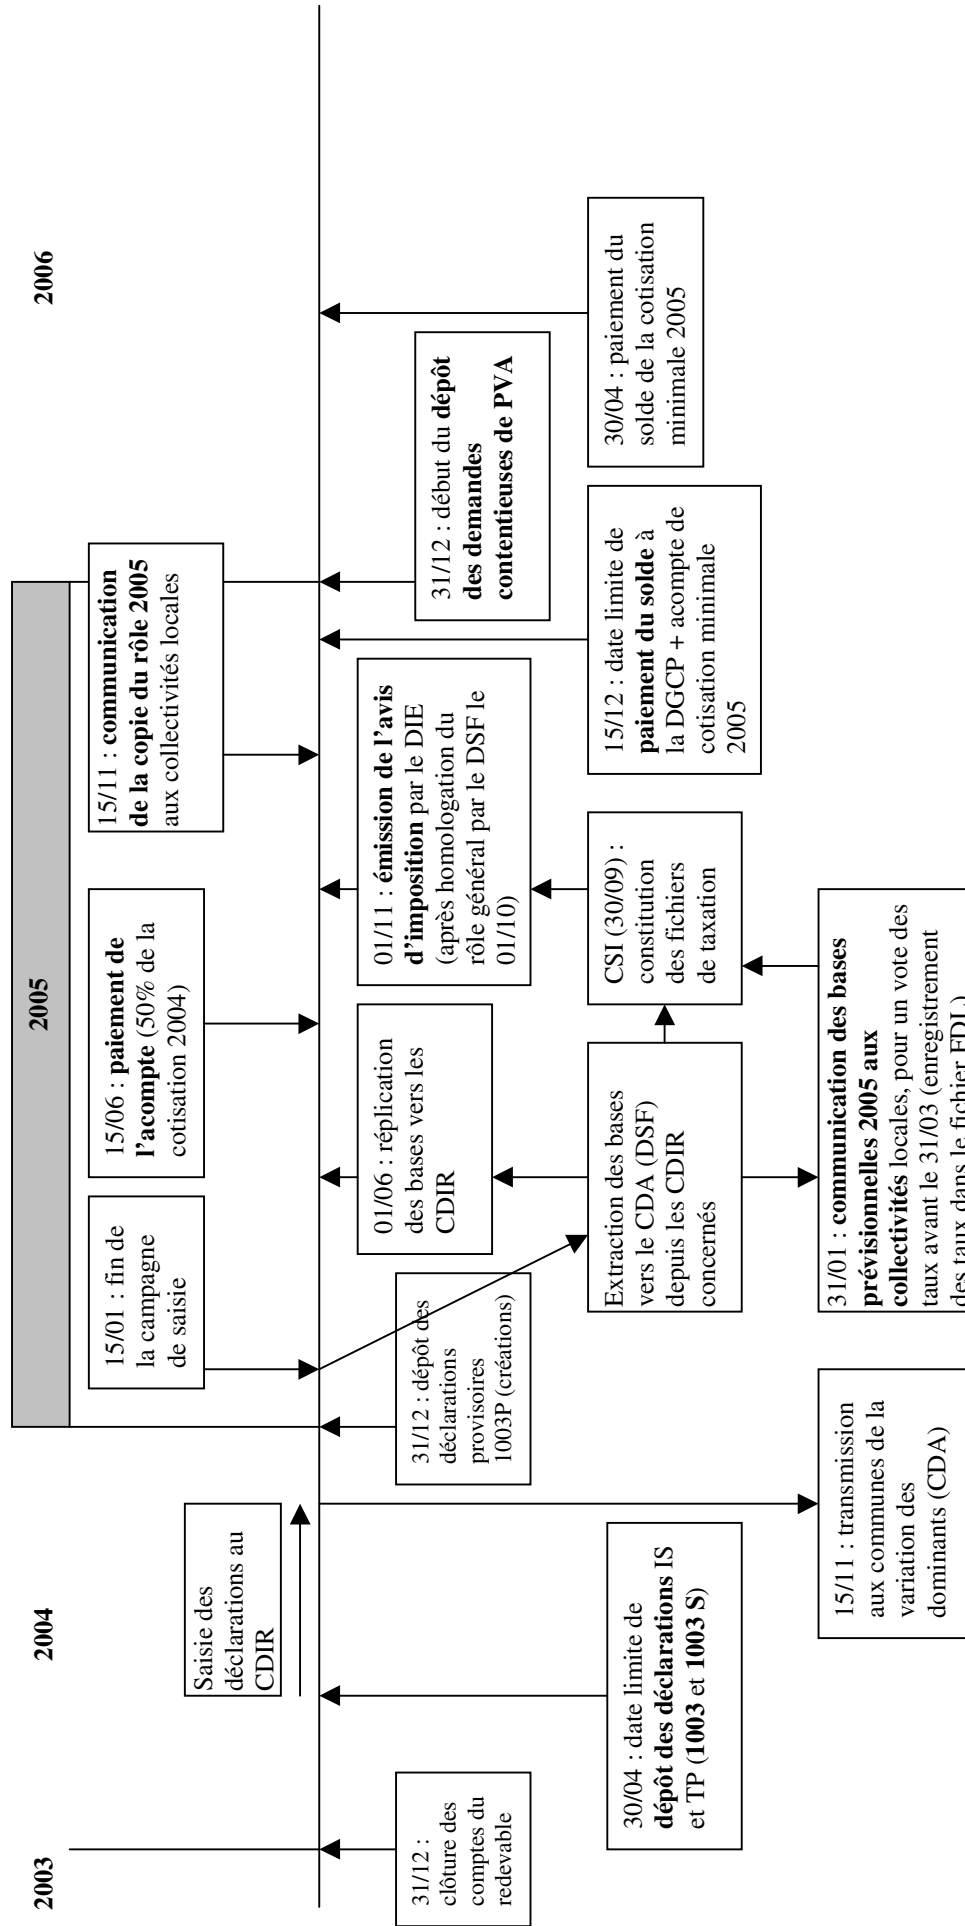 2003
2004
2005
2006
31/12 :
clôture des
comptes du
redevable
30/04 : date limite de
dépôt des déclarations IS
et TP (1003 et 1003 S)
Saisie des
déclarations au
CDIR
15/11 : transmission
aux communes de la
variation des
dominants (CDA)
31/12 : dépôt des
déclarations
provisoires
1003P (créations)
15/01 : fin de
la campagne
de saisie
Extraction des bases
vers le CDA (DSF)
depuis les CDIR
concernés
31/01 : communication des bases
prévisionnelles 2005 aux
collectivités locales, pour un vote des
taux avant le 31/03 (enregistrement
des taux dans le fichier FDL)
01/06 : réplication
des bases vers les
CDIR
15/06 : paiement de
l'acompte (50% de la
cotisation 2004)
CSI (30/09) :
constitution
des fichiers
de taxation
01/11 : émission de l'avis
d'imposition par le DIE
(après homologation du
rôle général par le DSF le
01/10)
15/11 : communication
de la copie du rôle 2005
aux collectivités locales
15/12 : date limite de
paiement du solde à
la DGCP + acompte de
cotisation minimale
2005
31/12 : début du dépôt
des demandes
contentieuses de PVA
30/04 : paiement du
solde de la cotisation
minimale 2005